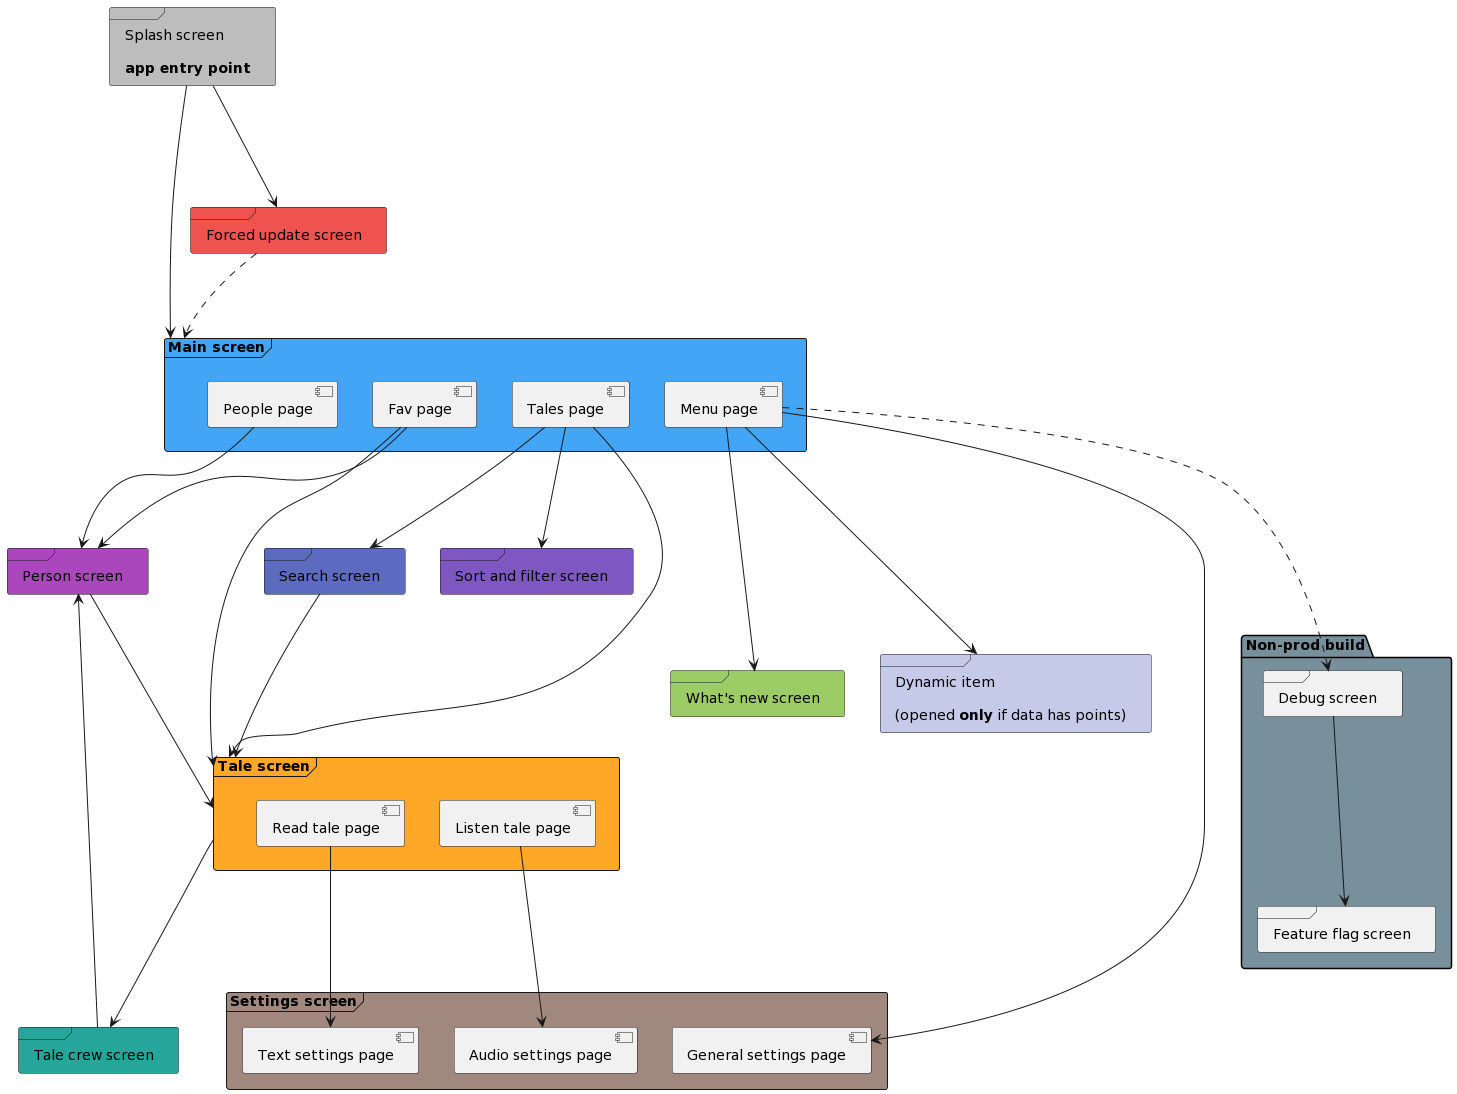 Splash screen
app entry point
Forced update screen
Main screen
People page
Fav page
Tales page
Menu page
Person screen
Search screen
Sort and filter screen
What's new screen
Dynamic item
(opened only if data has points)
Non-prod build
Debug screen
Tale screen
Read tale page
Listen tale page
Feature flag screen
Settings screen
Tale crew screen
Text settings page
Audio settings page
General settings page